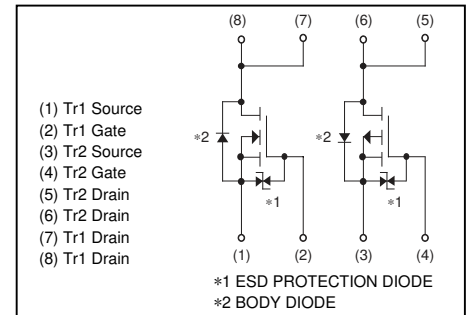 (8) (7) (6) (5)
(1) Tr1 Source
(2) Tr1 Gate
(3) Tr2 Source
(4) Tr2 Gate
(5) Tr2 Drain
(6) Tr2 Drain
(7) Tr1 Drain
(8) Tr1 Drain
∗2 ∗2
∗1 ∗1
(1) (2) (3) (4)
∗1 ESD PROTECTION DIODE
∗2 BODY DIODE